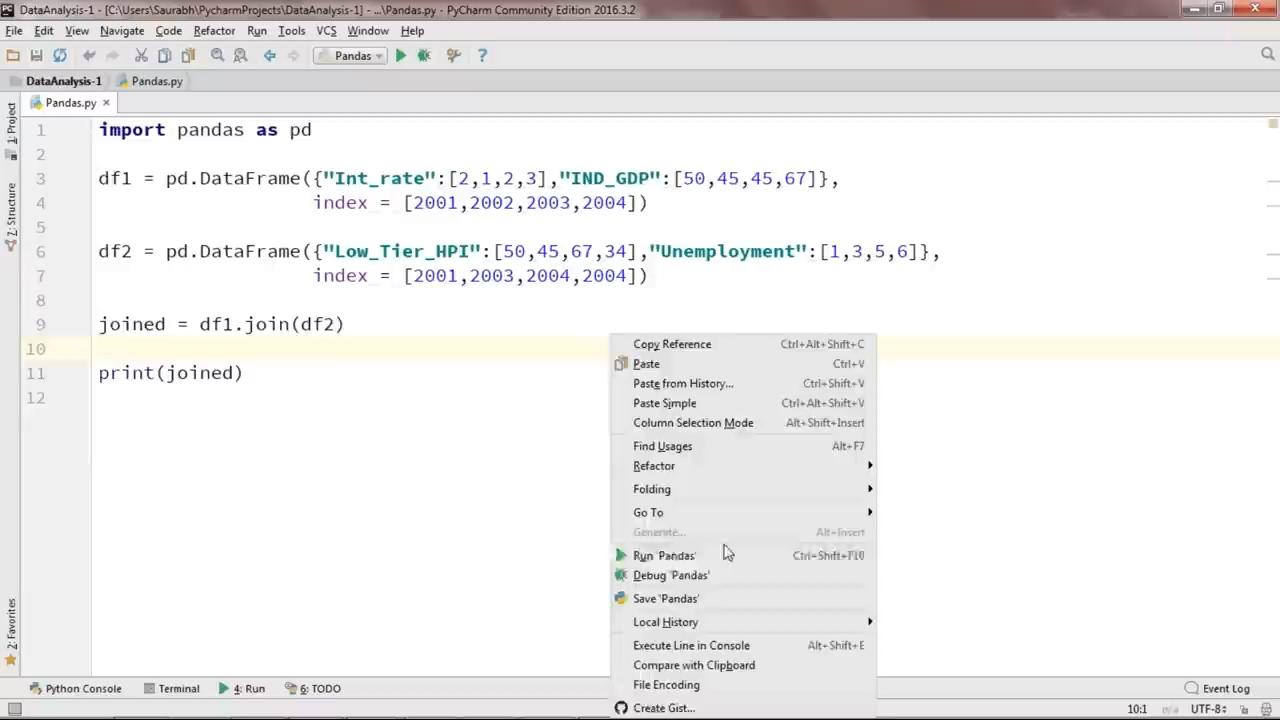 DataAnalysis-1 - [C:\Users\Saurabh\PycharmProjects\DataAnalysis-1] - ...\Pandas.py - PyCharm Community Edition 2016.3.2
File Edit View Navigate Code Refactor Run Tools VCS Window Help
Pandas
DataAnalysis-1 Pandas.py
Pandas.py
1: Project
Z: Structure
2: Favorites
1 import pandas as pd
2
3 df1 = pd.DataFrame({"Int_rate":[2,1,2,3],"IND_GDP":[50,45,45,67]},
4 index = [2001,2002,2003,2004])
5
6 df2 = pd.DataFrame({"Low_Tier_HPI":[50,45,67,34],"Unemployment":[1,3,5,6]},
7 index = [2001,2003,2004,2004])
8
9 joined = df1.join(df2)
10
11 print(joined)
12
Copy Reference Ctrl+Alt+Shift+C
Paste Ctrl+V
Paste from History... Ctrl+Shift+V
Paste Simple Ctrl+Alt+Shift+V
Column Selection Mode Alt+Shift+Insert
Find Usages Alt+F7
Refactor
Folding
Go To
Generate... Alt+Insert
Run 'Pandas' Ctrl+Shift+F10
Debug 'Pandas'
Save 'Pandas'
Local History
Execute Line in Console Alt+Shift+E
Compare with Clipboard
File Encoding
Create Gist...
Python Console Terminal 4: Run 6: TODO Event Log
10:1 n/a UTF-8